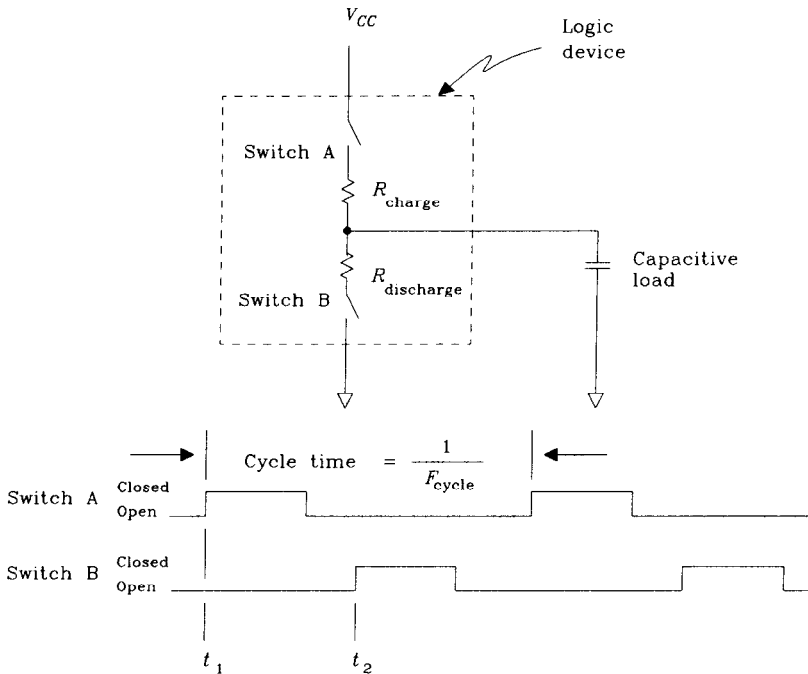 V_CC
Logic
device
Switch A
R_charge
Switch B
R_discharge
Capacitive
load
Cycle time = 1/F_cycle
Switch A Closed
Open
Switch B Closed
Open
t_1
t_2